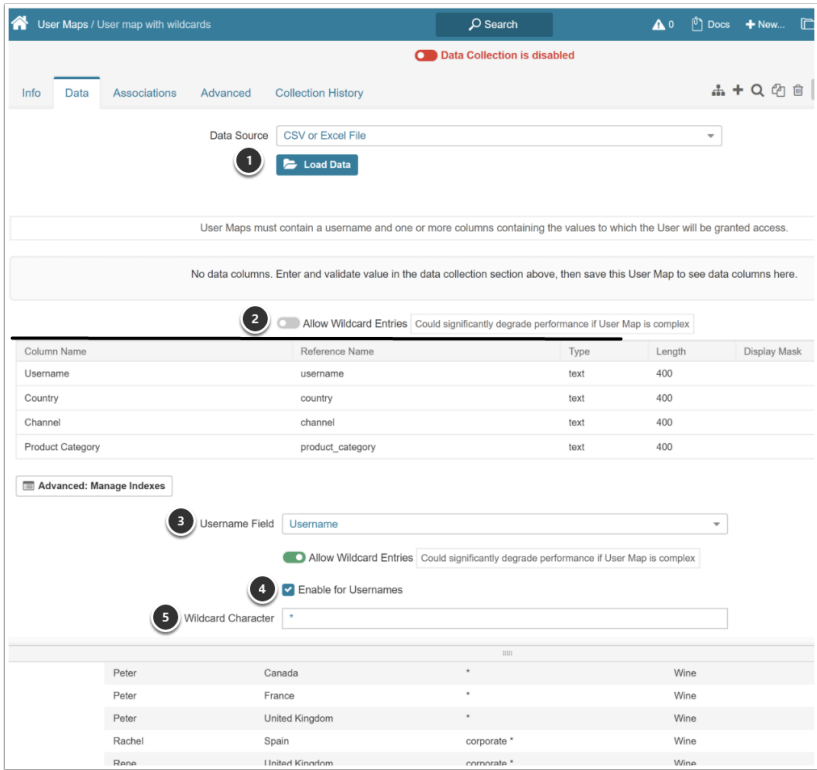 User Maps / User map with wildcards
Search
0 Docs + New...
Data Collection is disabled
Info Data Associations Advanced Collection History
Data Source CSV or Excel File
1 Load Data
User Maps must contain a username and one or more columns containing the values to which the User will be granted access.
No data columns. Enter and validate value in the data collection section above, then save this User Map to see data columns here.
2 Allow Wildcard Entries Could significantly degrade performance if User Map is complex
Column Name Reference Name Type Length Display Mask
Username username text 400
Country country text 400
Channel channel text 400
Product Category product_category text 400
Advanced: Manage Indexes
3 Username Field Username
Allow Wildcard Entries Could significantly degrade performance if User Map is complex
4 Enable for Usernames
5 Wildcard Character *
Peter Canada * Wine
Peter France * Wine
Peter United Kingdom * Wine
Rachel Spain corporate * Wine
Rene United Kingdom corporate * Wine